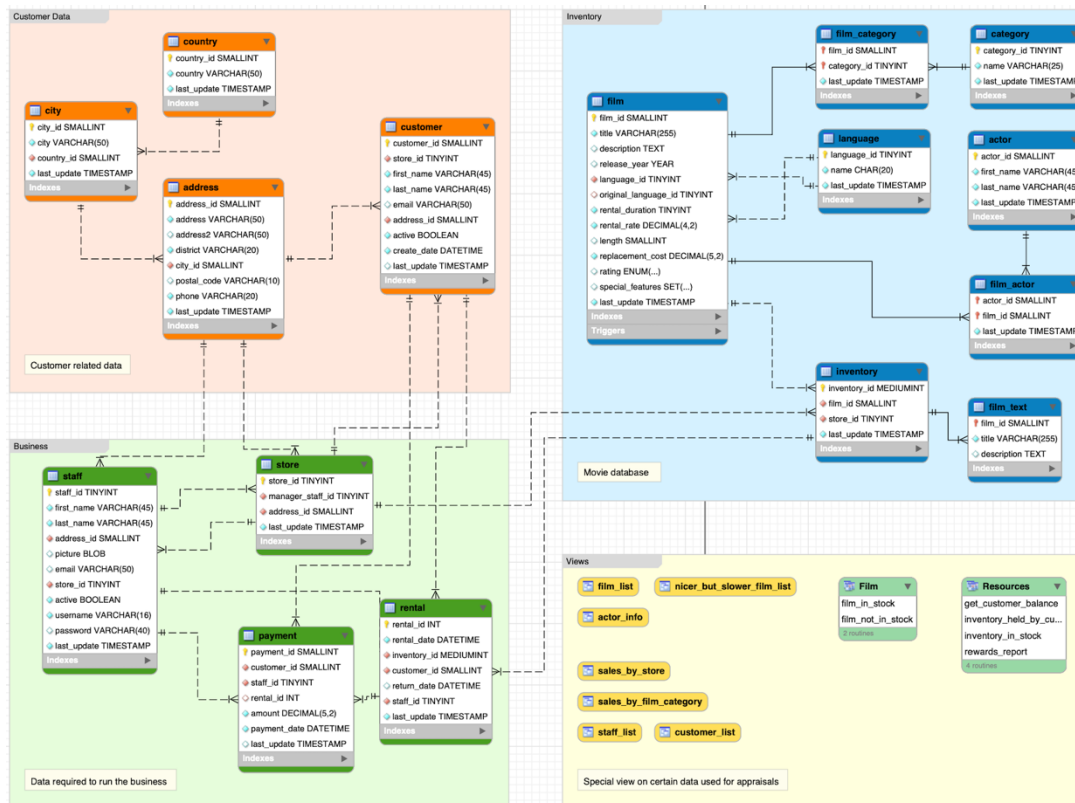 Customer Data
country
country_id SMALLINT
country VARCHAR(50)
last_update TIMESTAMP
Indexes
city
city_id SMALLINT
city VARCHAR(50)
country_id SMALLINT
last_update TIMESTAMP
Indexes
address
address_id SMALLINT
address VARCHAR(50)
address2 VARCHAR(50)
district VARCHAR(20)
city_id SMALLINT
postal_code VARCHAR(10)
phone VARCHAR(20)
last_update TIMESTAMP
Indexes
customer
customer_id SMALLINT
store_id TINYINT
first_name VARCHAR(45)
last_name VARCHAR(45)
email VARCHAR(50)
address_id SMALLINT
active BOOLEAN
create_date DATETIME
last_update TIMESTAMP
Indexes
Customer related data
Inventory
film
film_id SMALLINT
title VARCHAR(255)
description TEXT
release_year YEAR
language_id TINYINT
original_language_id TINYINT
rental_duration TINYINT
rental_rate DECIMAL(4,2)
length SMALLINT
replacement_cost DECIMAL(5,2)
rating ENUM(...)
special_features SET(...)
last_update TIMESTAMP
Indexes
Triggers
film_category
film_id SMALLINT
category_id TINYINT
last_update TIMESTAMP
Indexes
category
category_id TINYINT
name VARCHAR(25)
last_update TIMESTAMP
Indexes
language
language_id TINYINT
name CHAR(20)
last_update TIMESTAMP
Indexes
actor
actor_id SMALLINT
first_name VARCHAR(45)
last_name VARCHAR(45)
last_update TIMESTAMP
Indexes
film_actor
actor_id SMALLINT
film_id SMALLINT
last_update TIMESTAMP
Indexes
inventory
inventory_id MEDIUMINT
film_id SMALLINT
store_id TINYINT
last_update TIMESTAMP
Indexes
film_text
film_id SMALLINT
title VARCHAR(255)
description TEXT
Indexes
Movie database
Business
staff
staff_id TINYINT
first_name VARCHAR(45)
last_name VARCHAR(45)
address_id SMALLINT
picture BLOB
email VARCHAR(50)
store_id TINYINT
active BOOLEAN
username VARCHAR(16)
password VARCHAR(40)
last_update TIMESTAMP
Indexes
store
store_id TINYINT
manager_staff_id TINYINT
address_id SMALLINT
last_update TIMESTAMP
Indexes
payment
payment_id SMALLINT
customer_id SMALLINT
staff_id TINYINT
rental_id INT
amount DECIMAL(5,2)
payment_date DATETIME
last_update TIMESTAMP
Indexes
rental
rental_id INT
rental_date DATETIME
inventory_id MEDIUMINT
customer_id SMALLINT
return_date DATETIME
staff_id TINYINT
last_update TIMESTAMP
Indexes
Data required to run the business
Views
film_list
nicer_but_slower_film_list
actor_info
sales_by_store
sales_by_film_category
staff_list
customer_list
Film
film_in_stock
film_not_in_stock
2 routines
Resources
get_customer_balance
inventory_held_by_cu...
inventory_in_stock
rewards_report
4 routines
Special view on certain data used for appraisals